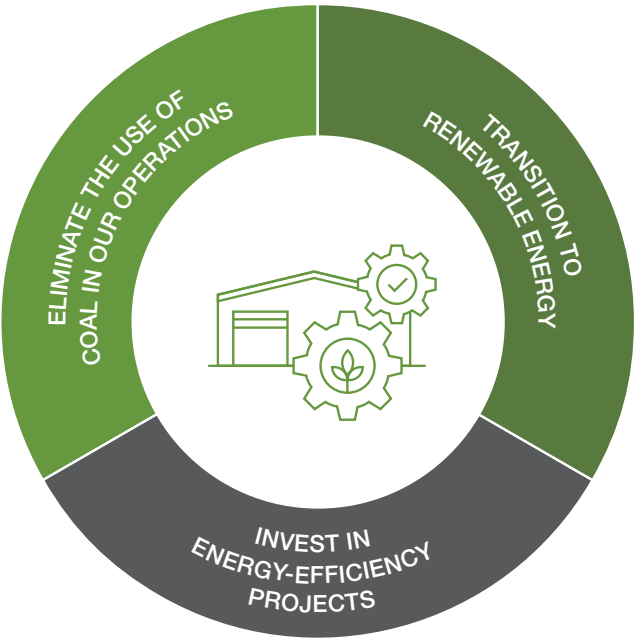 ELIMINATE THE USE OF
COAL IN OUR OPERATIONS
TRANSITION TO
RENEWABLE ENERGY
INVEST IN
ENERGY-EFFICIENCY
PROJECTS